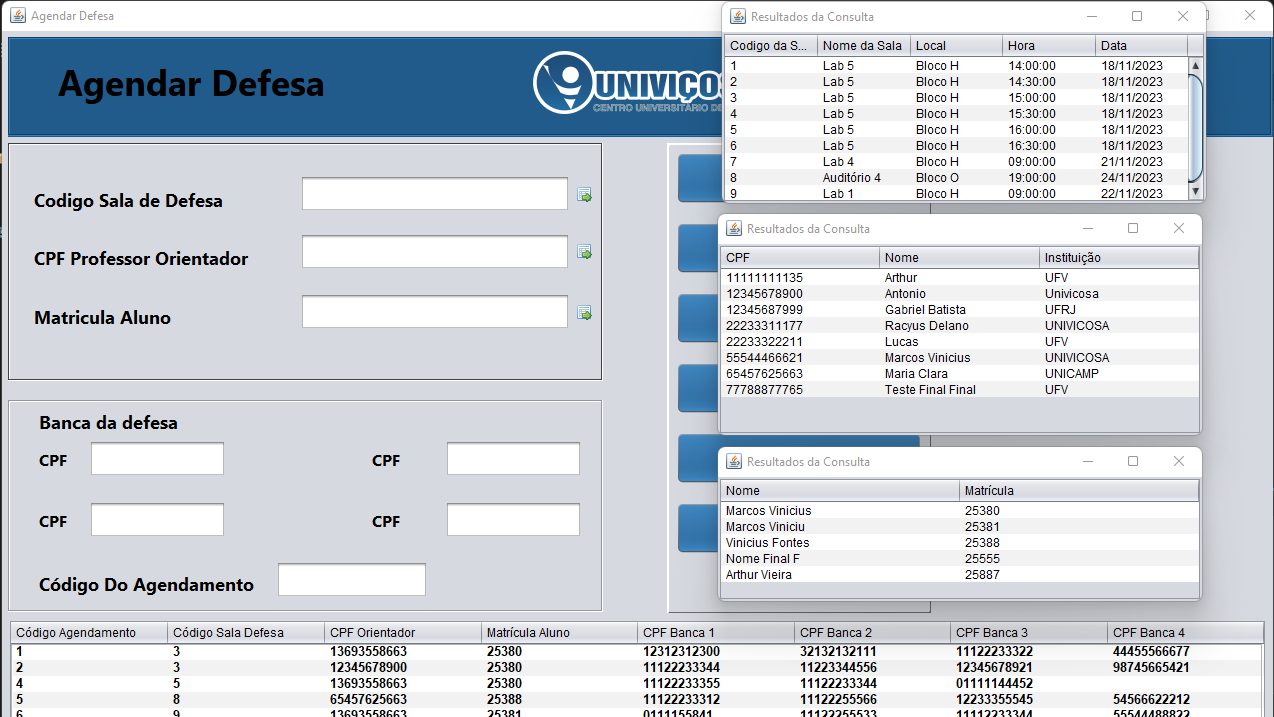 Agendar Defesa
Agendar Defesa
UNIVIÇOS
CENTRO UNIVERSITÁRIO DE
Codigo Sala de Defesa
CPF Professor Orientador
Matricula Aluno
Banca da defesa
CPF CPF
CPF CPF
Código Do Agendamento
Resultados da Consulta
Codigo da S... Nome da Sala Local Hora Data
1 Lab 5 Bloco H 14:00:00 18/11/2023
2 Lab 5 Bloco H 14:30:00 18/11/2023
3 Lab 5 Bloco H 15:00:00 18/11/2023
4 Lab 5 Bloco H 15:30:00 18/11/2023
5 Lab 5 Bloco H 16:00:00 18/11/2023
6 Lab 5 Bloco H 16:30:00 18/11/2023
7 Lab 4 Bloco H 09:00:00 21/11/2023
8 Auditório 4 Bloco O 19:00:00 24/11/2023
9 Lab 1 Bloco H 09:00:00 22/11/2023
Resultados da Consulta
CPF Nome Instituição
11111111135 Arthur UFV
12345678900 Antonio Univicosa
12345687999 Gabriel Batista UFRJ
22233311177 Racyus Delano UNIVICOSA
22233322211 Lucas UFV
55544466621 Marcos Vinicius UNIVICOSA
65457625663 Maria Clara UNICAMP
77788877765 Teste Final Final UFV
Resultados da Consulta
Nome Matrícula
Marcos Vinicius 25380
Marcos Viniciu 25381
Vinicius Fontes 25388
Nome Final F 25555
Arthur Vieira 25887
Código Agendamento Código Sala Defesa CPF Orientador Matrícula Aluno CPF Banca 1 CPF Banca 2 CPF Banca 3 CPF Banca 4
1 3 13693558663 25380 12312312300 32132132111 11122233322 44455566677
2 3 12345678900 25380 11122233344 11223344556 12345678921 98745665421
4 5 13693558663 25380 11122233355 11122233344 01111144452
5 8 65457625663 25388 11122233312 11122255566 12233355545 54566622212
6 9 13693558663 25381 0111155841 11122255533 11122233344 55544488822